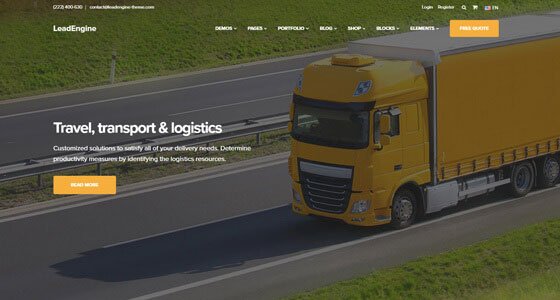 (222) 400-630 | contact@leadengine-theme.com
Login Register EN
LeadEngine
DEMOS PAGES PORTFOLIO BLOG SHOP BLOCKS ELEMENTS FREE QUOTE
Travel, transport & logistics
Customized solutions to satisfy all of your delivery needs. Determine
productivity measures by identifying the logistics resources.
READ MORE